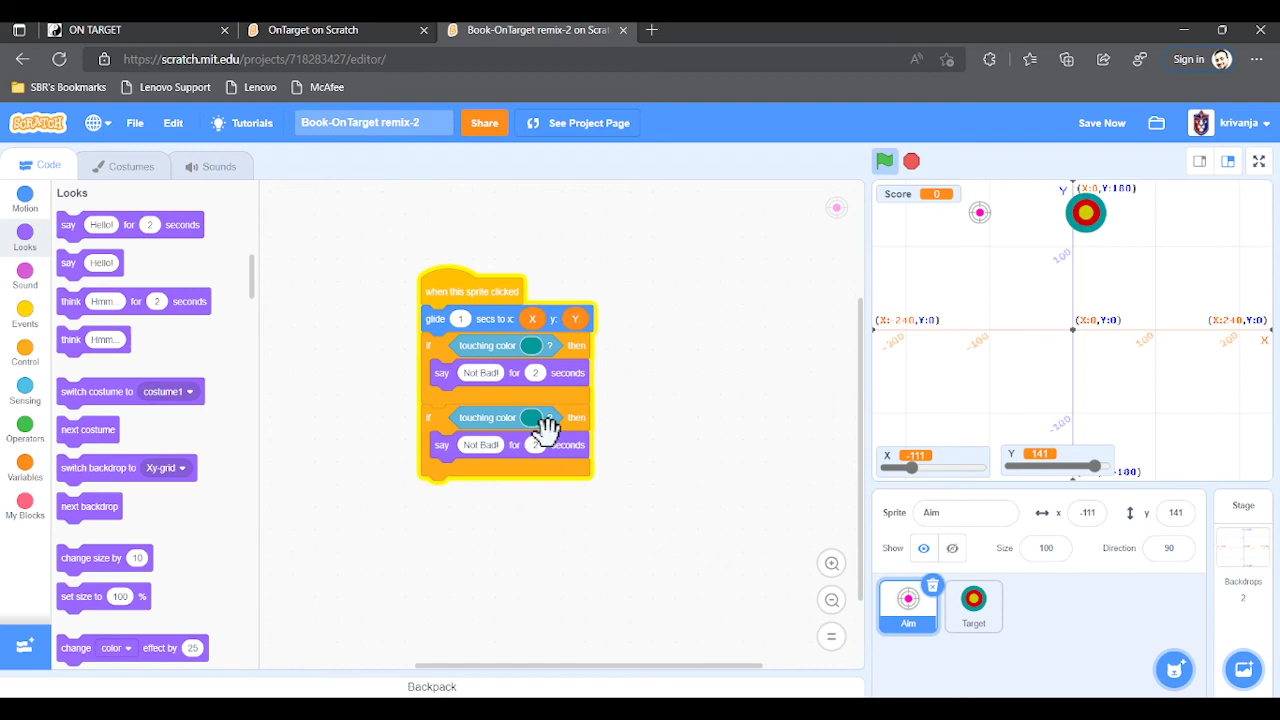 ON TARGET
OnTarget on Scratch
Book-OnTarget remix-2 on Scrat
https://scratch.mit.edu/projects/718283427/editor/
Sign in
SBR's Bookmarks
Lenovo Support
Lenovo
McAfee
SCRATCH
File
Edit
Tutorials
Book-OnTarget remix-2
Share
See Project Page
Save Now
krivanja
Code
Costumes
Sounds
Motion
Looks
Sound
Events
Control
Sensing
Operators
Variables
My Blocks
Looks
say Hello! for 2 seconds
say Hello!
think Hmm... for 2 seconds
think Hmm...
switch costume to costume1
next costume
switch backdrop to Xy-grid
next backdrop
change size by 10
set size to 100 %
change color effect by 25
when this sprite clicked
glide 1 secs to x: X y: Y
if touching color ? then
say Not Bad! for 2 seconds
if touching color ? then
say Not Bad! for 2 seconds
Score 0
Y (X:0,Y:180)
100
(X:-240,Y:0) (X:0,Y:0) (X:240,Y:0)
-200 -100 100 200 X
-100
X -111
Y 141
-180)
Sprite Aim x -111 y 141
Show Size 100 Direction 90
Aim
Target
Stage
Backdrops
2
Backpack